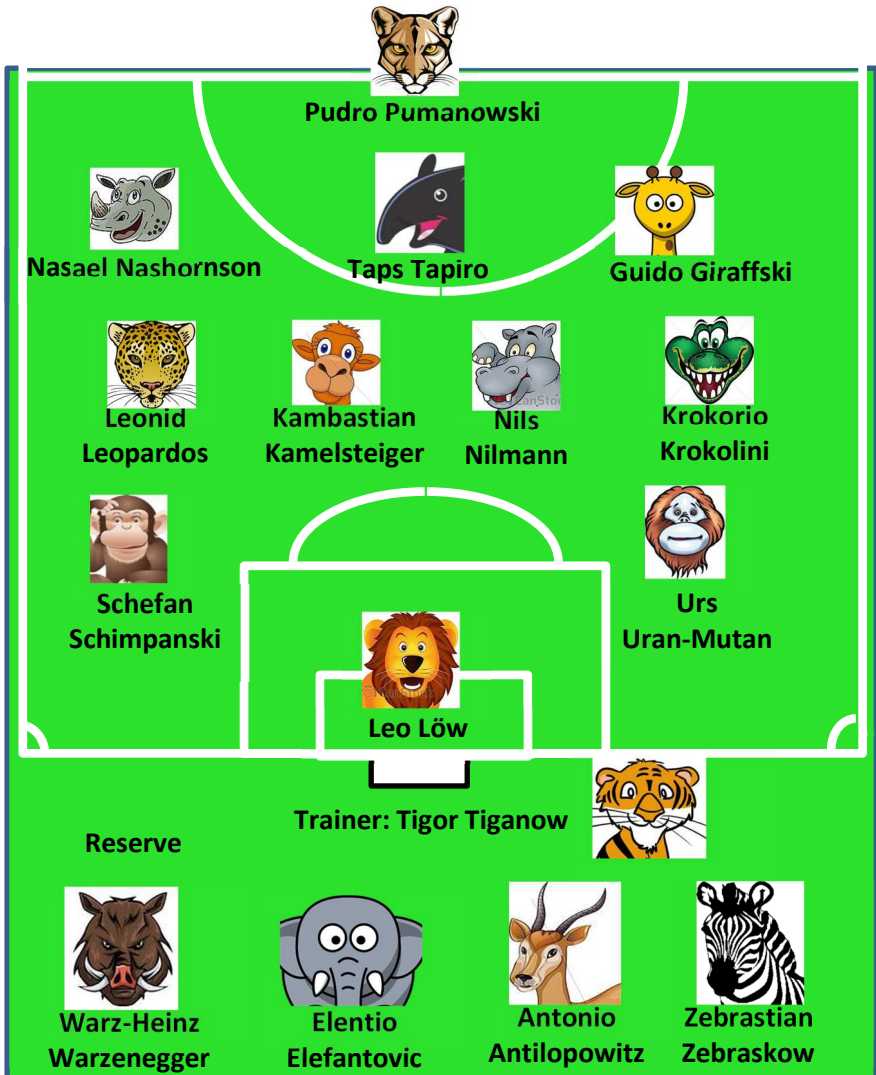 Pudro Pumanowski
Nasael Nashornson
Taps Tapiro
Guido Giraffski
Leonid
Leopardos
Kambastian
Kamelsteiger
Nils
Nilmann
Krokorio
Krokolini
CanStoc
Schefan
Schimpanski
Urs
Uran-Mutan
Leo Löw
Trainer: Tigor Tiganow
Reserve
Warz-Heinz
Warzenegger
Elentio
Elefantovic
Antonio
Antilopowitz
Zebrastian
Zebraskow